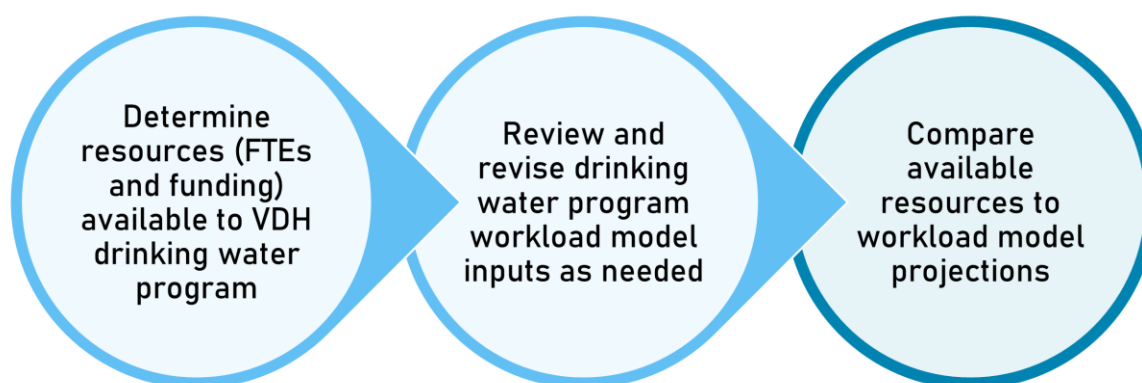 Determine
resources (FTEs
and funding)
available to VDH
drinking water
program
Review and
revise drinking
water program
workload model
inputs as needed
Compare
available
resources to
workload model
projections